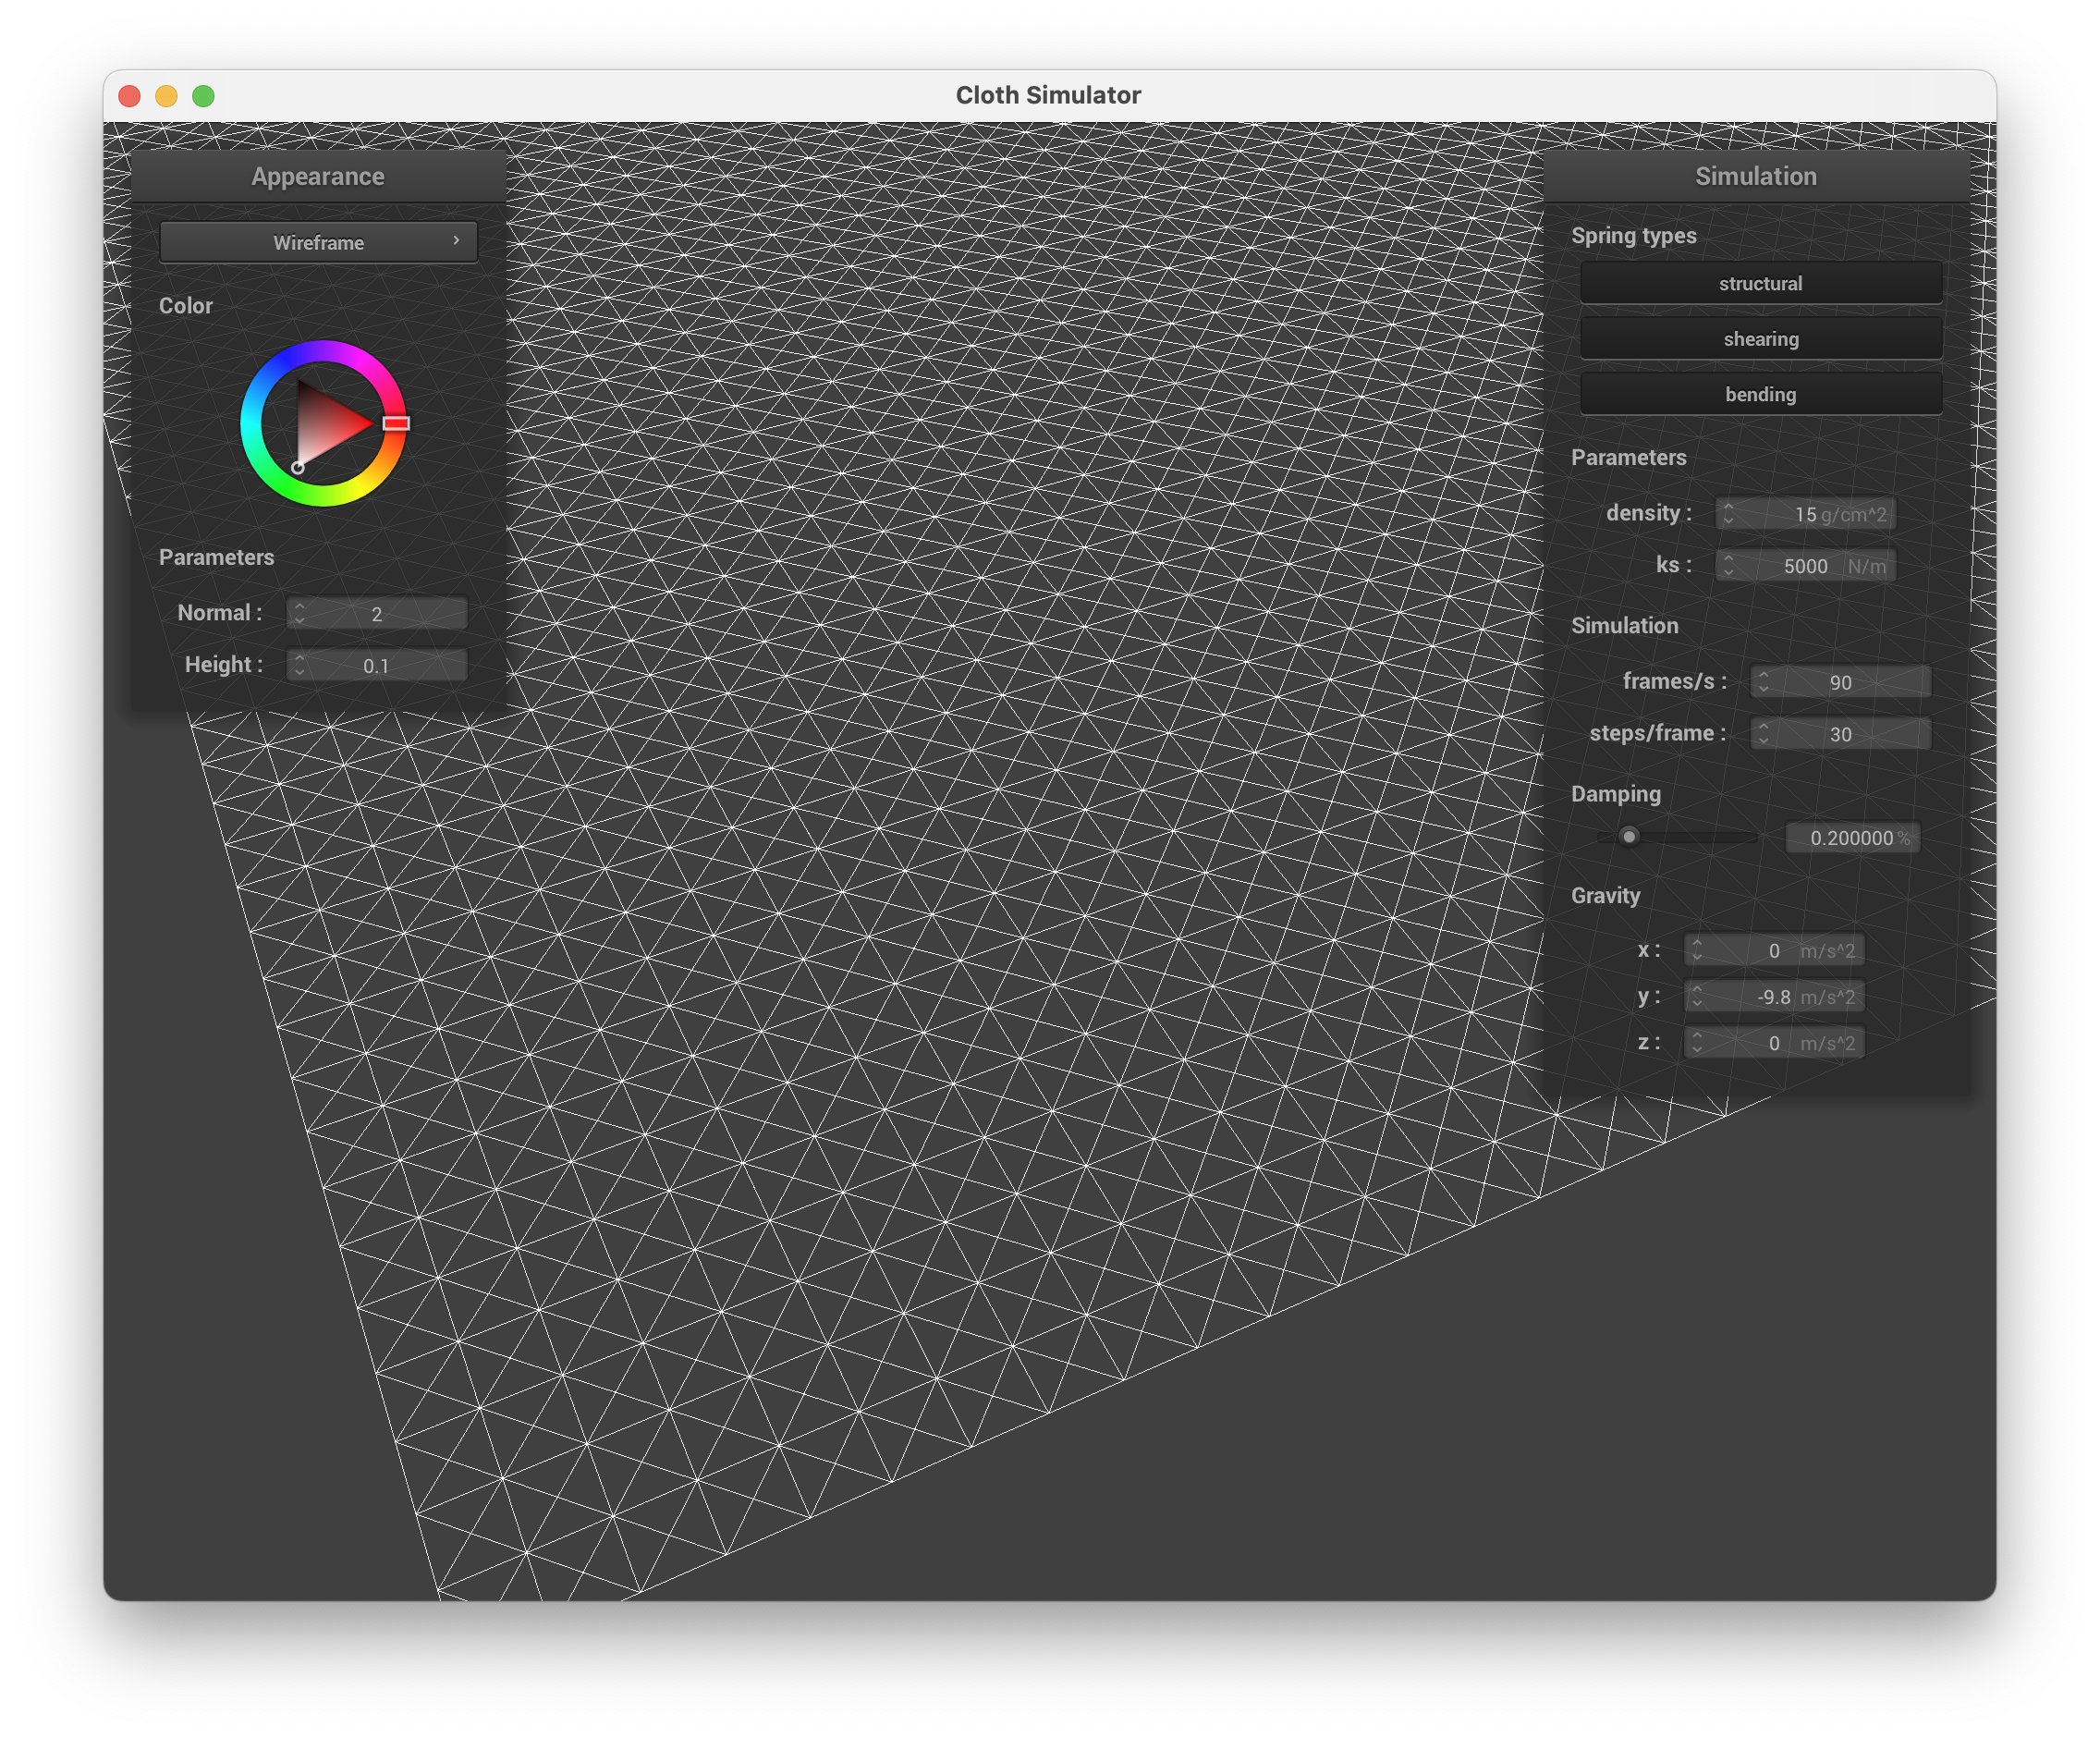 Cloth Simulator
Appearance
Wireframe
Color
Parameters
Normal : 2
Height : 0.1
Simulation
Spring types
structural
shearing
bending
Parameters
density : 15 g/cm^2
ks : 5000 N/m
Simulation
frames/s : 90
steps/frame : 30
Damping
0.200000 %
Gravity
x : 0 m/s^2
y : -9.8 m/s^2
z : 0 m/s^2